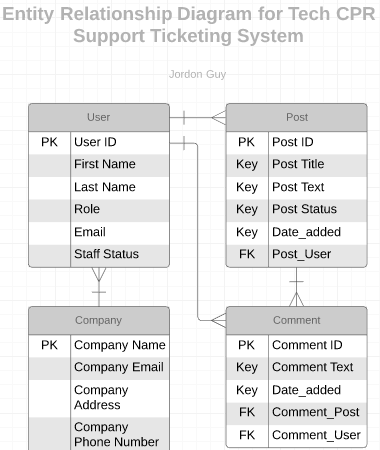 Entity Relationship Diagram for Tech CPR
Support Ticketing System
Jordon Guy
User
PK User ID
First Name
Last Name
Role
Email
Staff Status
Post
PK Post ID
Key Post Title
Key Post Text
Key Post Status
Key Date_added
FK Post_User
Company
PK Company Name
Company Email
Company
Address
Company
Phone Number
Comment
PK Comment ID
Key Comment Text
Key Date_added
FK Comment_Post
FK Comment_User